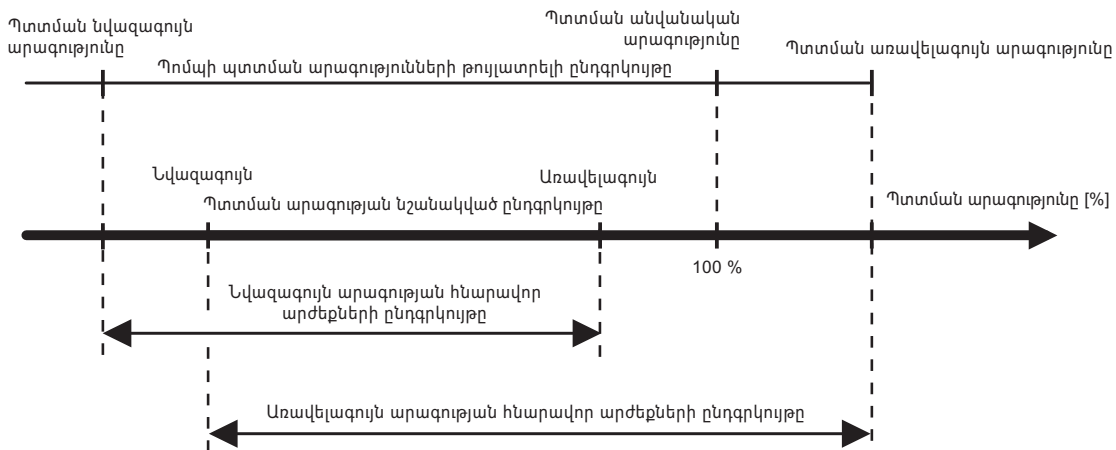 Պտտման նվազագույն
արագությունը
Պտտման անվանական
արագությունը
Պտտման առավելագույն արագությունը
Պոմպի պտտման արագությունների թույլատրելի ընդգրկույթը
Նվազագույն
Առավելագույն
Պտտման արագության նշանակված ընդգրկույթը
Պտտման արագությունը [%]
100 %
Նվազագույն արագության հնարավոր
արժեքների ընդգրկույթը
Առավելագույն արագության հնարավոր արժեքների ընդգրկույթը